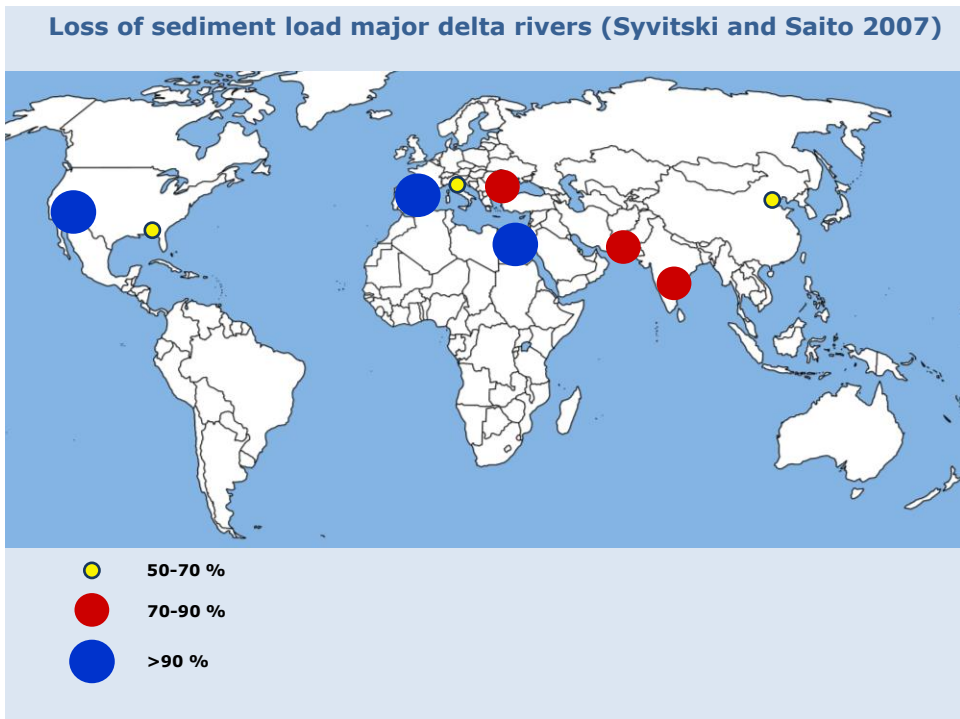 Loss of sediment load major delta rivers (Syvitski and Saito 2007)
50-70 %
70-90 %
>90 %